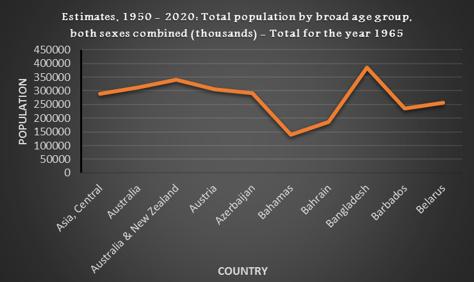 Estimates, 1950 - 2020: Total population by broad age group,
both sexes combined (thousands) - Total for the year 1965
POPULATION
450000
400000
350000
300000
250000
200000
150000
100000
50000
0
Asia, Central
Australia
Australia & New Zealand
Austria
Azerbaijan
Bahamas
Bahrain
Bangladesh
Barbados
Belarus
COUNTRY